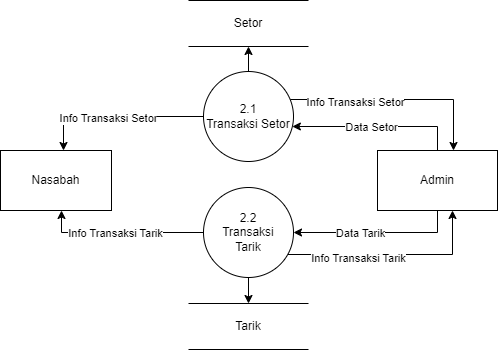 Setor
2.1
Transaksi Setor
Info Transaksi Setor
Info Transaksi Setor
Data Setor
Nasabah
Admin
2.2
Transaksi
Tarik
Info Transaksi Tarik
Data Tarik
Info Transaksi Tarik
Tarik